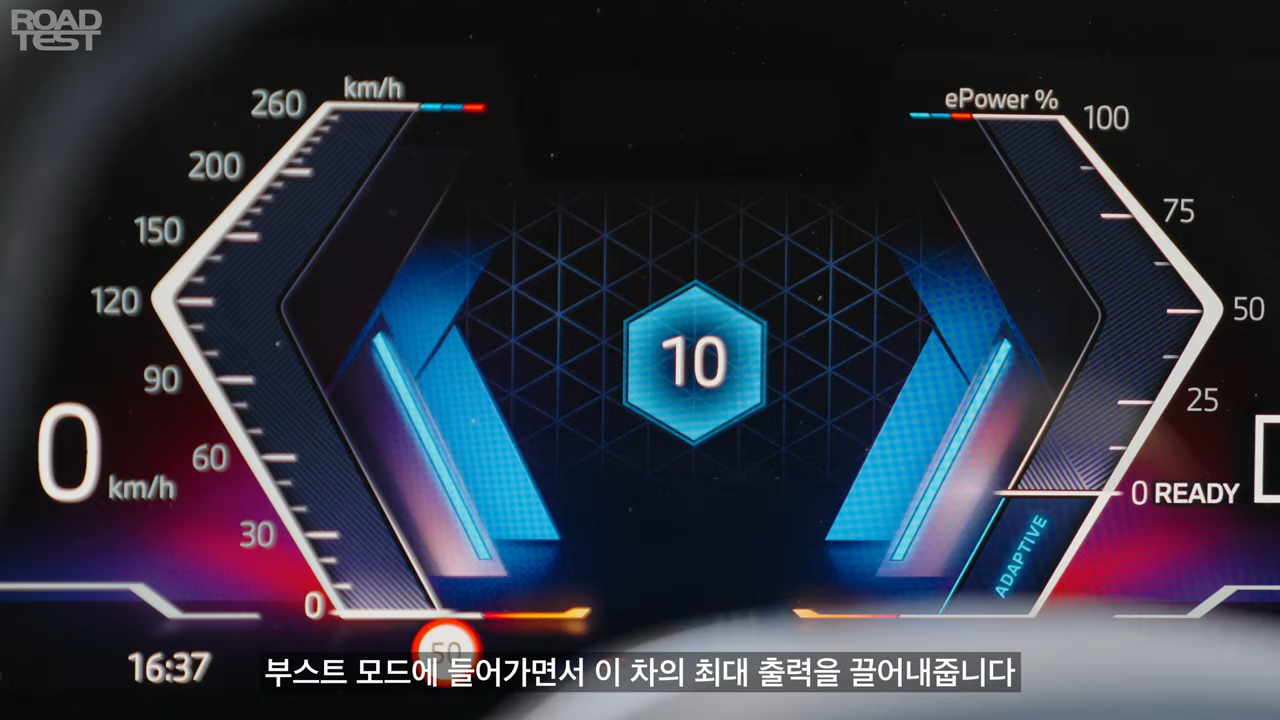 ROAD
TEST
km/h
260
200
150
120
90
60
30
0
0 km/h
ePower %
100
75
50
25
0 READY
ADAPTIVE
10
16:37
50
부스트 모드에 들어가면서 이 차의 최대 출력을 끌어내줍니다